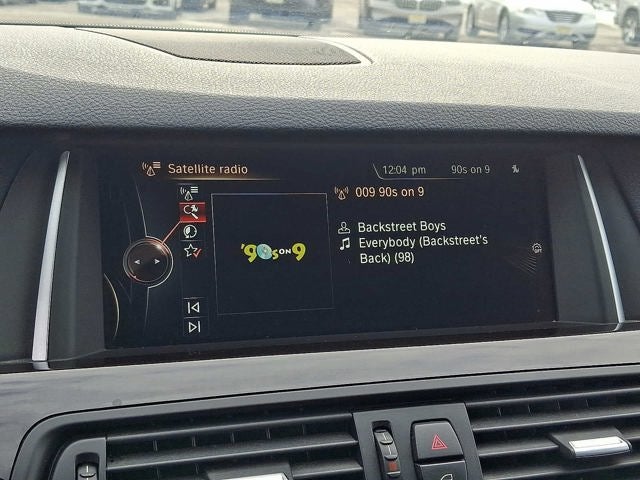 Satellite radio
12:04 pm 90s on 9
009 90s on 9
'90s ON 9
Backstreet Boys
Everybody (Backstreet's
Back) (98)
OFF